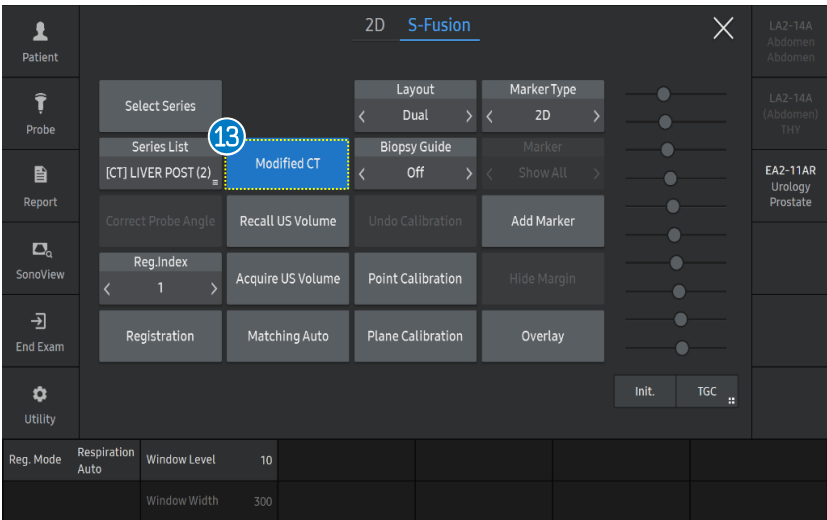 2D S-Fusion
Patient
Probe
Report
SonoView
End Exam
Utility
Select Series
Layout
Dual
Marker Type
2D
Series List
[CT] LIVER POST (2)
13
Modified CT
Biopsy Guide
Off
Marker
Show All
Correct Probe Angle
Recall US Volume
Undo Calibration
Add Marker
Reg.Index
1
Acquire US Volume
Point Calibration
Hide Margin
Registration
Matching Auto
Plane Calibration
Overlay
Init.
TGC
LA2-14A
Abdomen
Abdomen
LA2-14A
(Abdomen)
THY
EA2-11AR
Urology
Prostate
Reg. Mode
Respiration
Auto
Window Level 10
Window Width 300